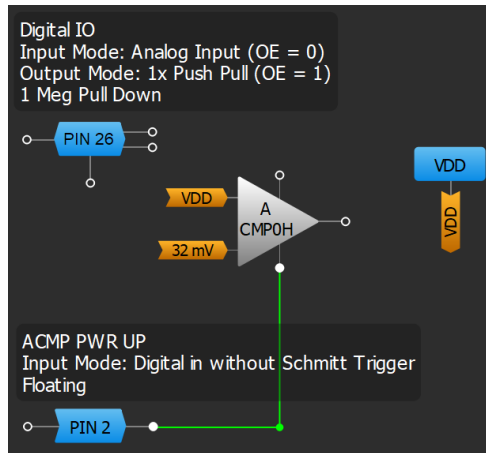 Digital IO
Input Mode: Analog Input (OE = 0)
Output Mode: 1x Push Pull (OE = 1)
1 Meg Pull Down
PIN 26
VDD
VDD
A
CMP0H
VDD
32 mV
ACMP PWR UP
Input Mode: Digital in without Schmitt Trigger
Floating
PIN 2